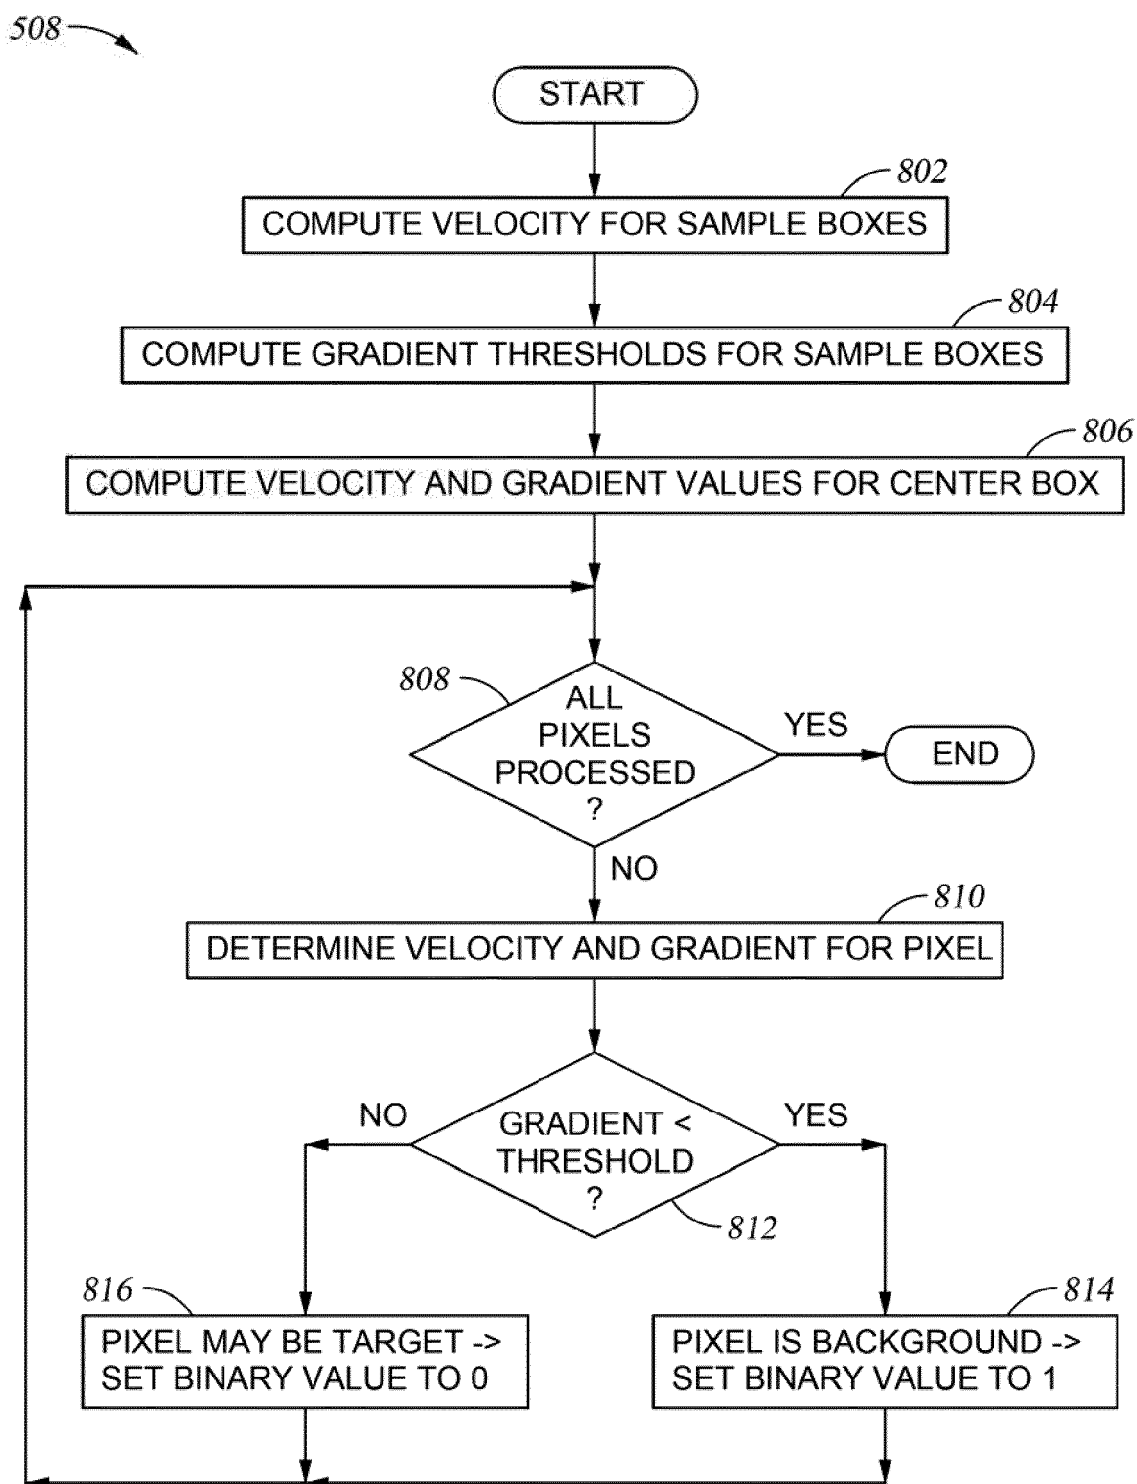 508
START
802
COMPUTE VELOCITY FOR SAMPLE BOXES
804
COMPUTE GRADIENT THRESHOLDS FOR SAMPLE BOXES
806
COMPUTE VELOCITY AND GRADIENT VALUES FOR CENTER BOX
808
ALL
PIXELS
PROCESSED
?
YES
END
NO
810
DETERMINE VELOCITY AND GRADIENT FOR PIXEL
NO
GRADIENT <
THRESHOLD
?
YES
812
816
PIXEL MAY BE TARGET ->
SET BINARY VALUE TO 0
814
PIXEL IS BACKGROUND ->
SET BINARY VALUE TO 1